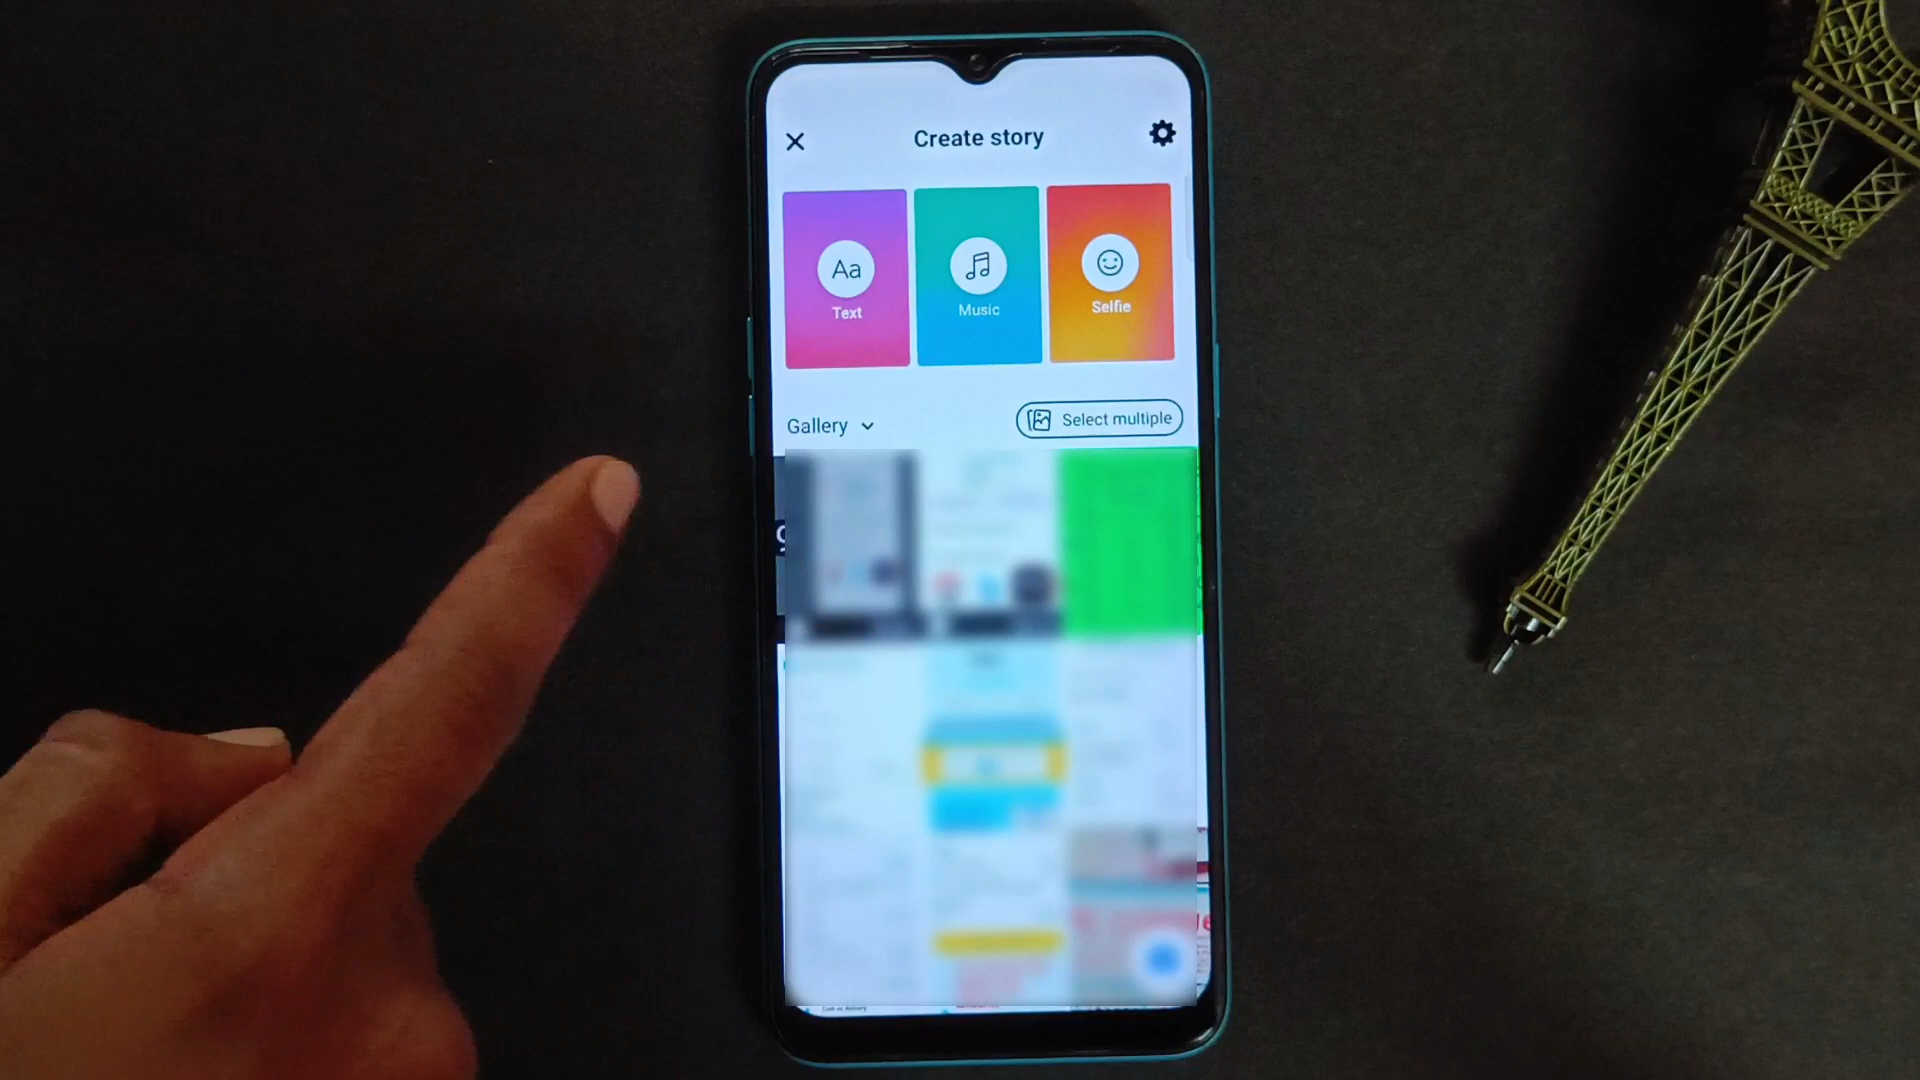 Create story
Aa
Text
Music
Selfie
Gallery
Select multiple